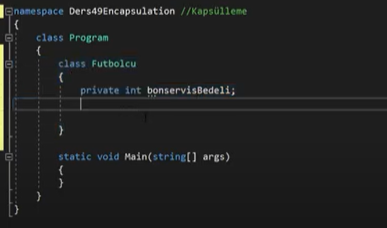 namespace Ders49Encapsulation //Kapsülleme
{
class Program
{
class Futbolcu
{
private int bonservisBedeli;
}
static void Main(string[] args)
{
}
}
}